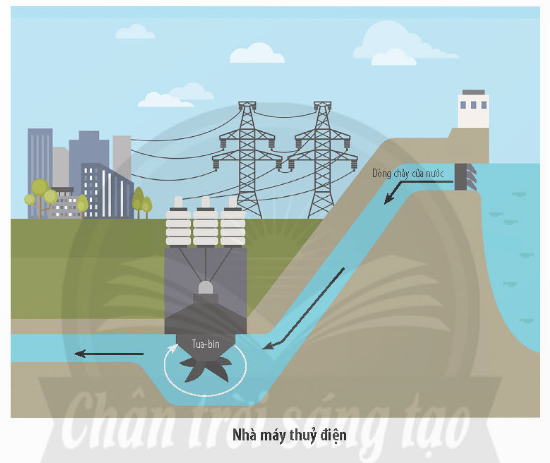 Dòng chảy của nước
Tua-bin
Chân trời sáng tạo
Nhà máy thuỷ điện